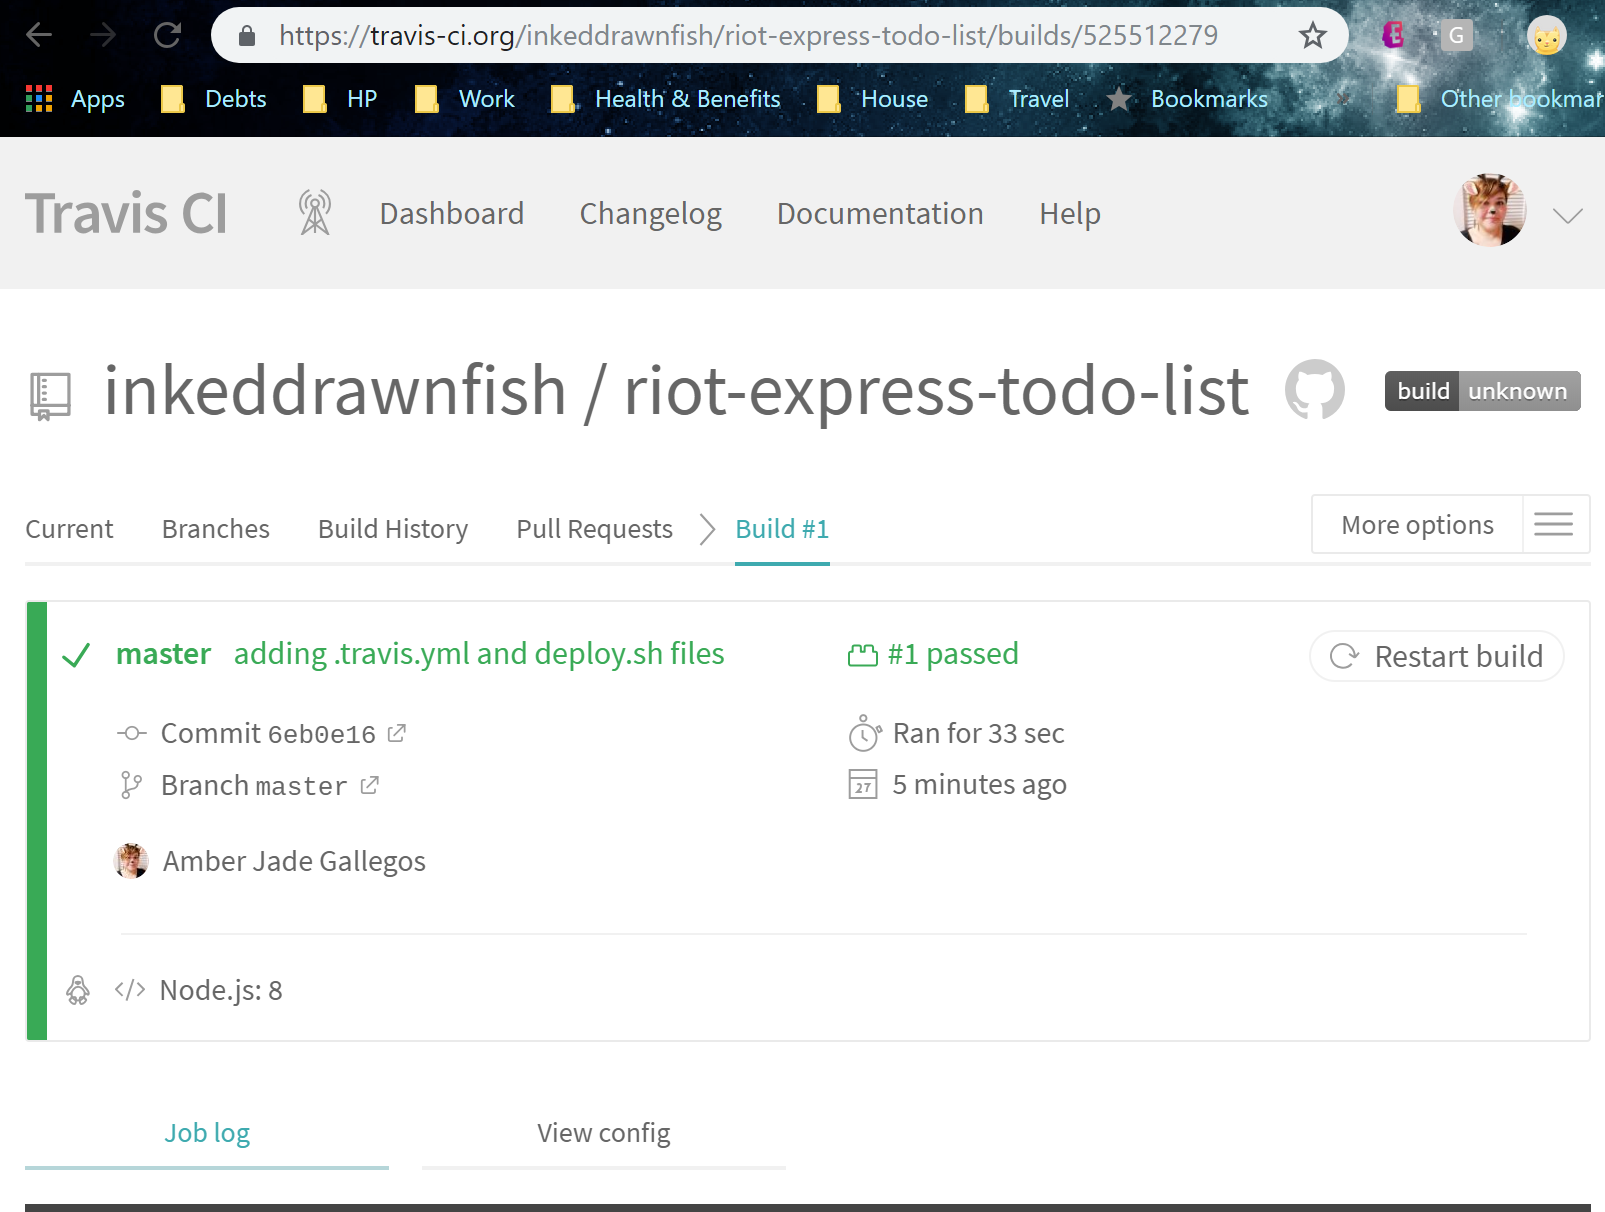 https://travis-ci.org/inkeddrawnfish/riot-express-todo-list/builds/525512279
E
G
Apps Debts HP Work Health & Benefits House Travel Bookmarks Other bookmar
Travis CI Dashboard Changelog Documentation Help
inkeddrawnfish / riot-express-todo-list build unknown
Current Branches Build History Pull Requests Build #1 More options
master adding .travis.yml and deploy.sh files #1 passed Restart build
Commit 6eb0e16 Ran for 33 sec
Branch master 27 5 minutes ago
Amber Jade Gallegos
</> Node.js: 8
Job log View config